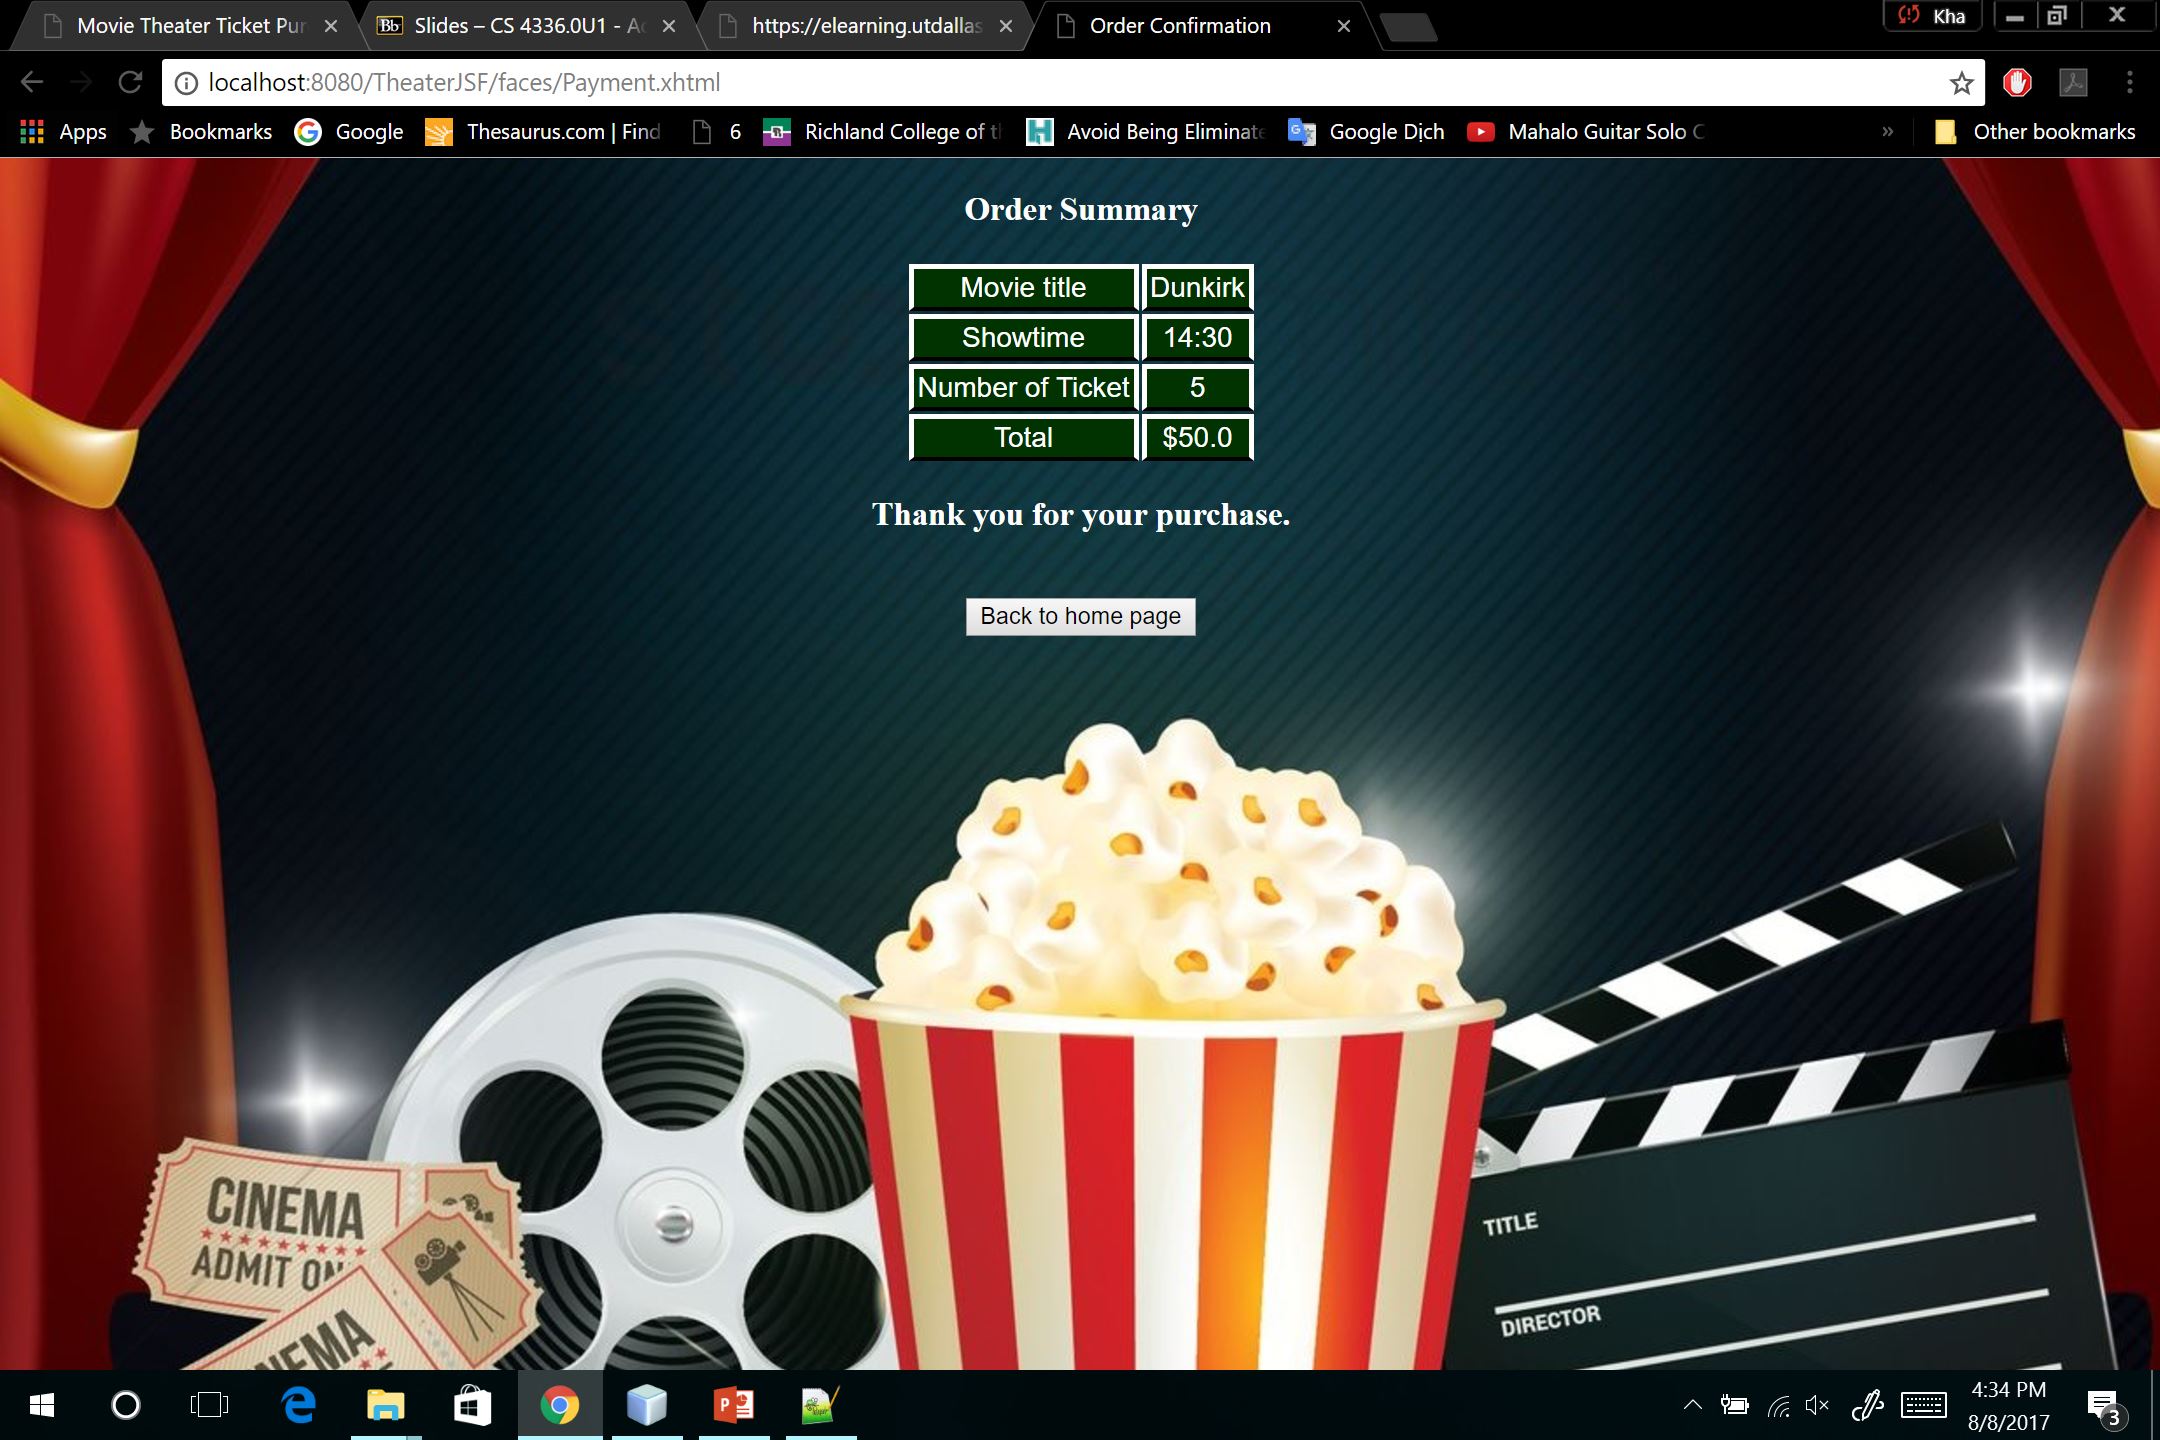 Movie Theater Ticket Pur
Slides – CS 4336.0U1 - Ac
https://elearning.utdallas
Order Confirmation
Kha
localhost:8080/TheaterJSF/faces/Payment.xhtml
Apps Bookmarks Google Thesaurus.com | Find 6 Richland College of t Avoid Being Eliminate Google Dịch Mahalo Guitar Solo C » Other bookmarks
Order Summary
Movie title Dunkirk
Showtime 14:30
Number of Ticket 5
Total $50.0
Thank you for your purchase.
Back to home page
CINEMA
ADMIT ON
NEMA
TITLE
DIRECTOR
4:34 PM
8/8/2017
3